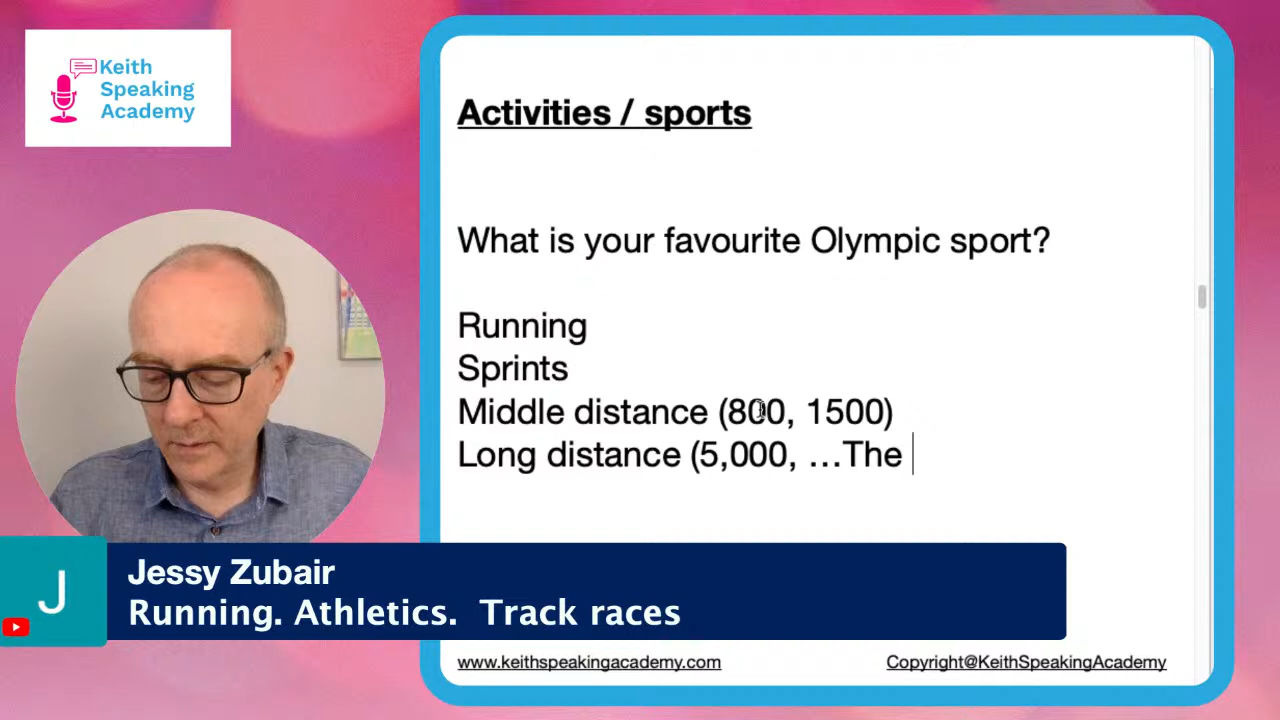 Keith
Speaking
Academy
Activities / sports
What is your favourite Olympic sport?
Running
Sprints
Middle distance (800, 1500)
Long distance (5,000, …The
J
Jessy Zubair
Running. Athletics.  Track races
www.keithspeakingacademy.com
Copyright@KeithSpeakingAcademy